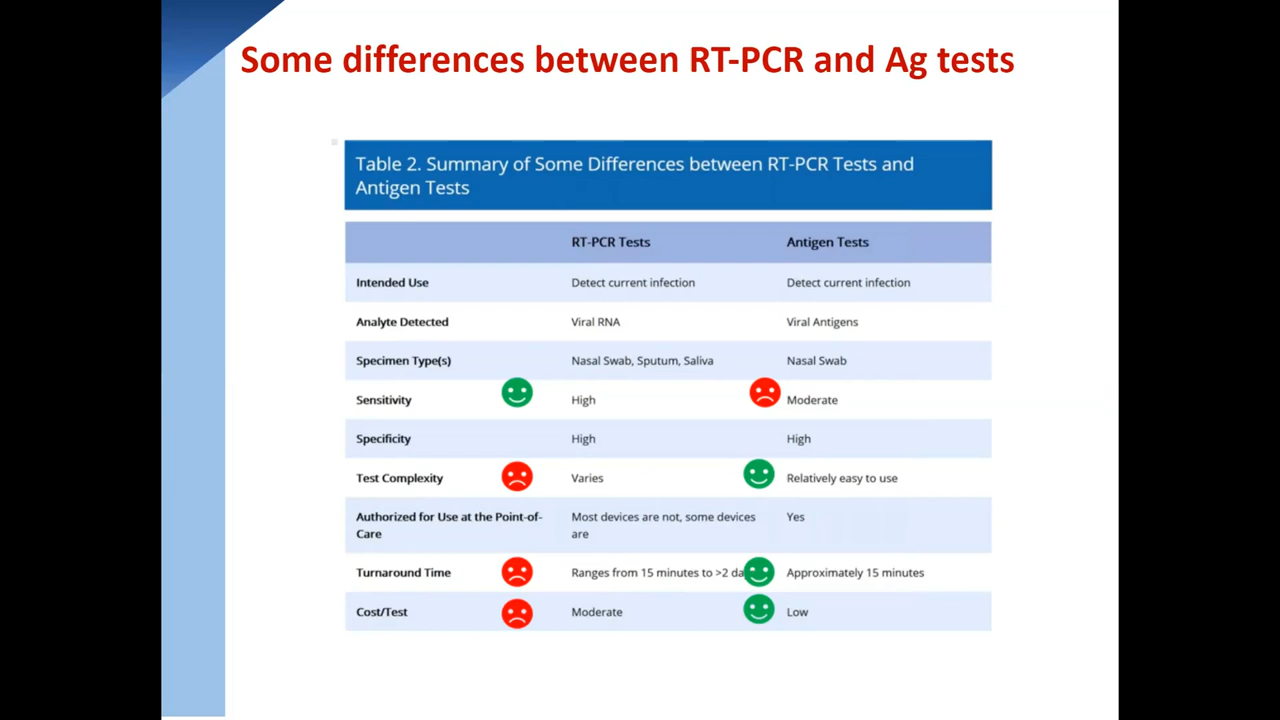 Some differences between RT-PCR and Ag tests
Table 2. Summary of Some Differences between RT-PCR Tests and
Antigen Tests
RT-PCR Tests Antigen Tests
Intended Use Detect current infection Detect current infection
Analyte Detected Viral RNA Viral Antigens
Specimen Type(s) Nasal Swab, Sputum, Saliva Nasal Swab
Sensitivity High Moderate
Specificity High High
Test Complexity Varies Relatively easy to use
Authorized for Use at the Point-of-
Care
Most devices are not, some devices
are
Yes
Turnaround Time Ranges from 15 minutes to >2 da Approximately 15 minutes
Cost/Test Moderate Low